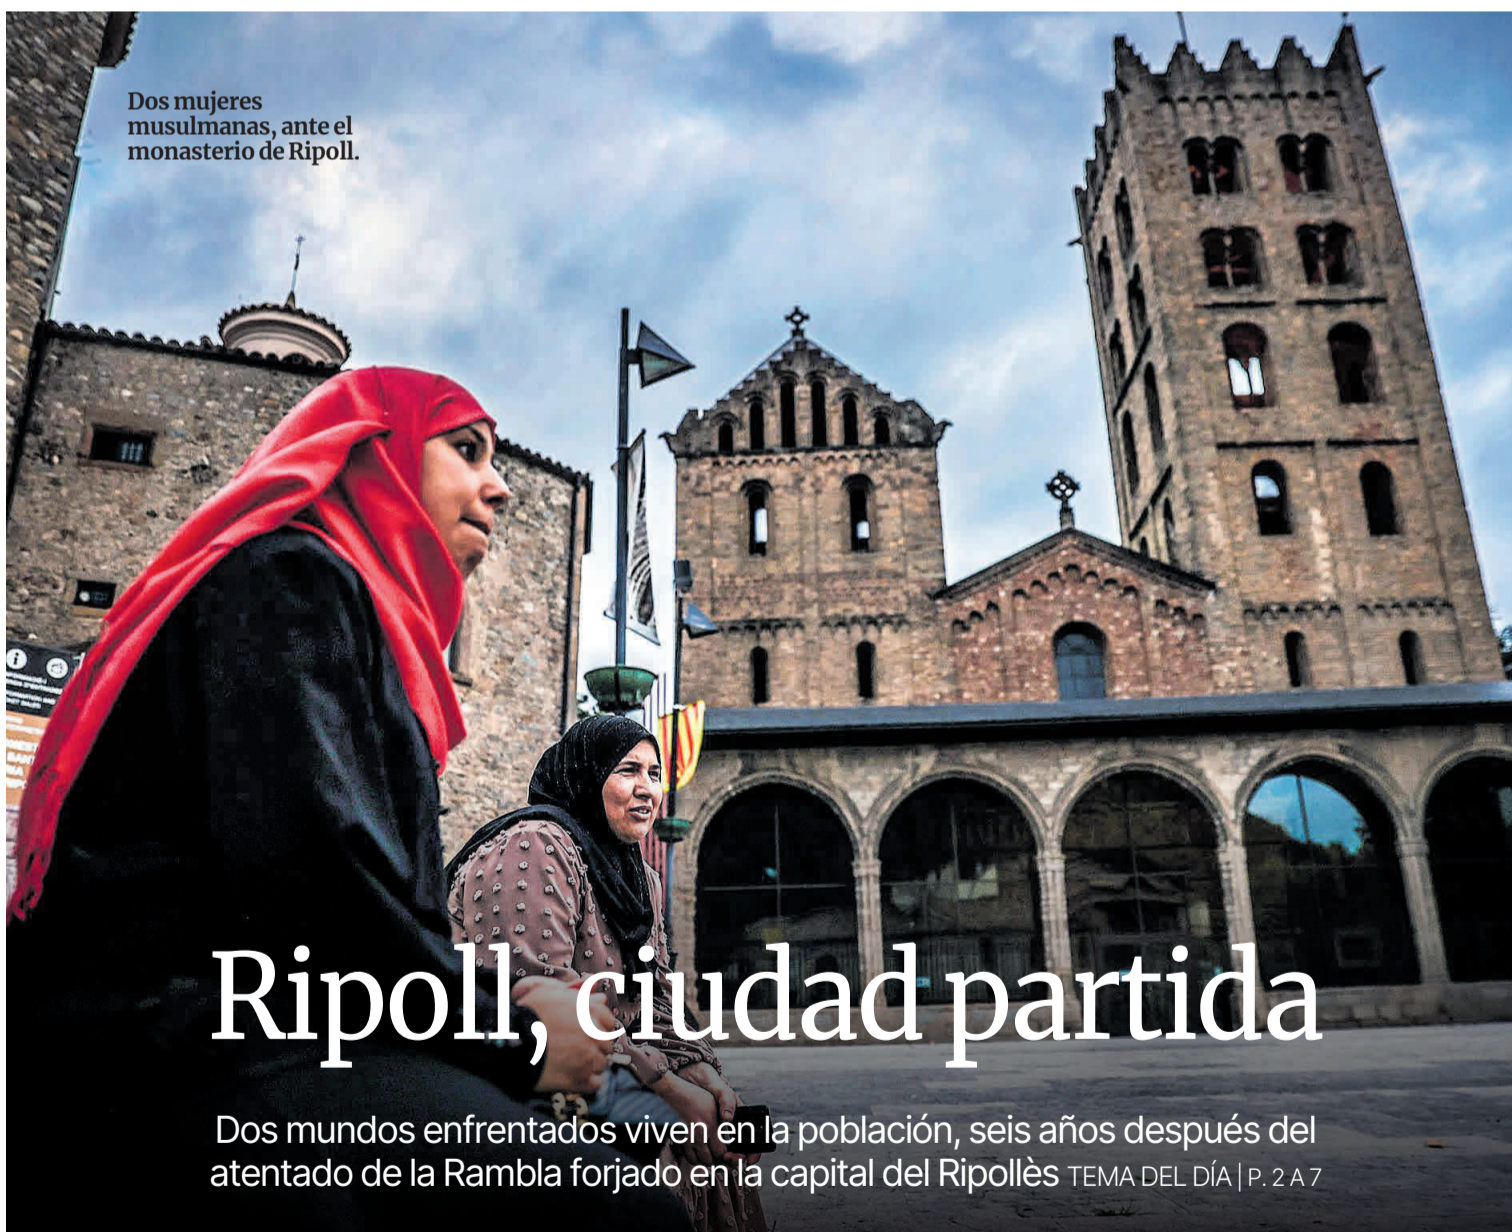 Dos mujeres
musulmanas, ante el
monasterio de Ripoll.
Ripoll, ciudad partida
Dos mundos enfrentados viven en la población, seis años después del
atentado de la Rambla forjado en la capital del Ripollès TEMA DEL DÍA | P. 2 A 7